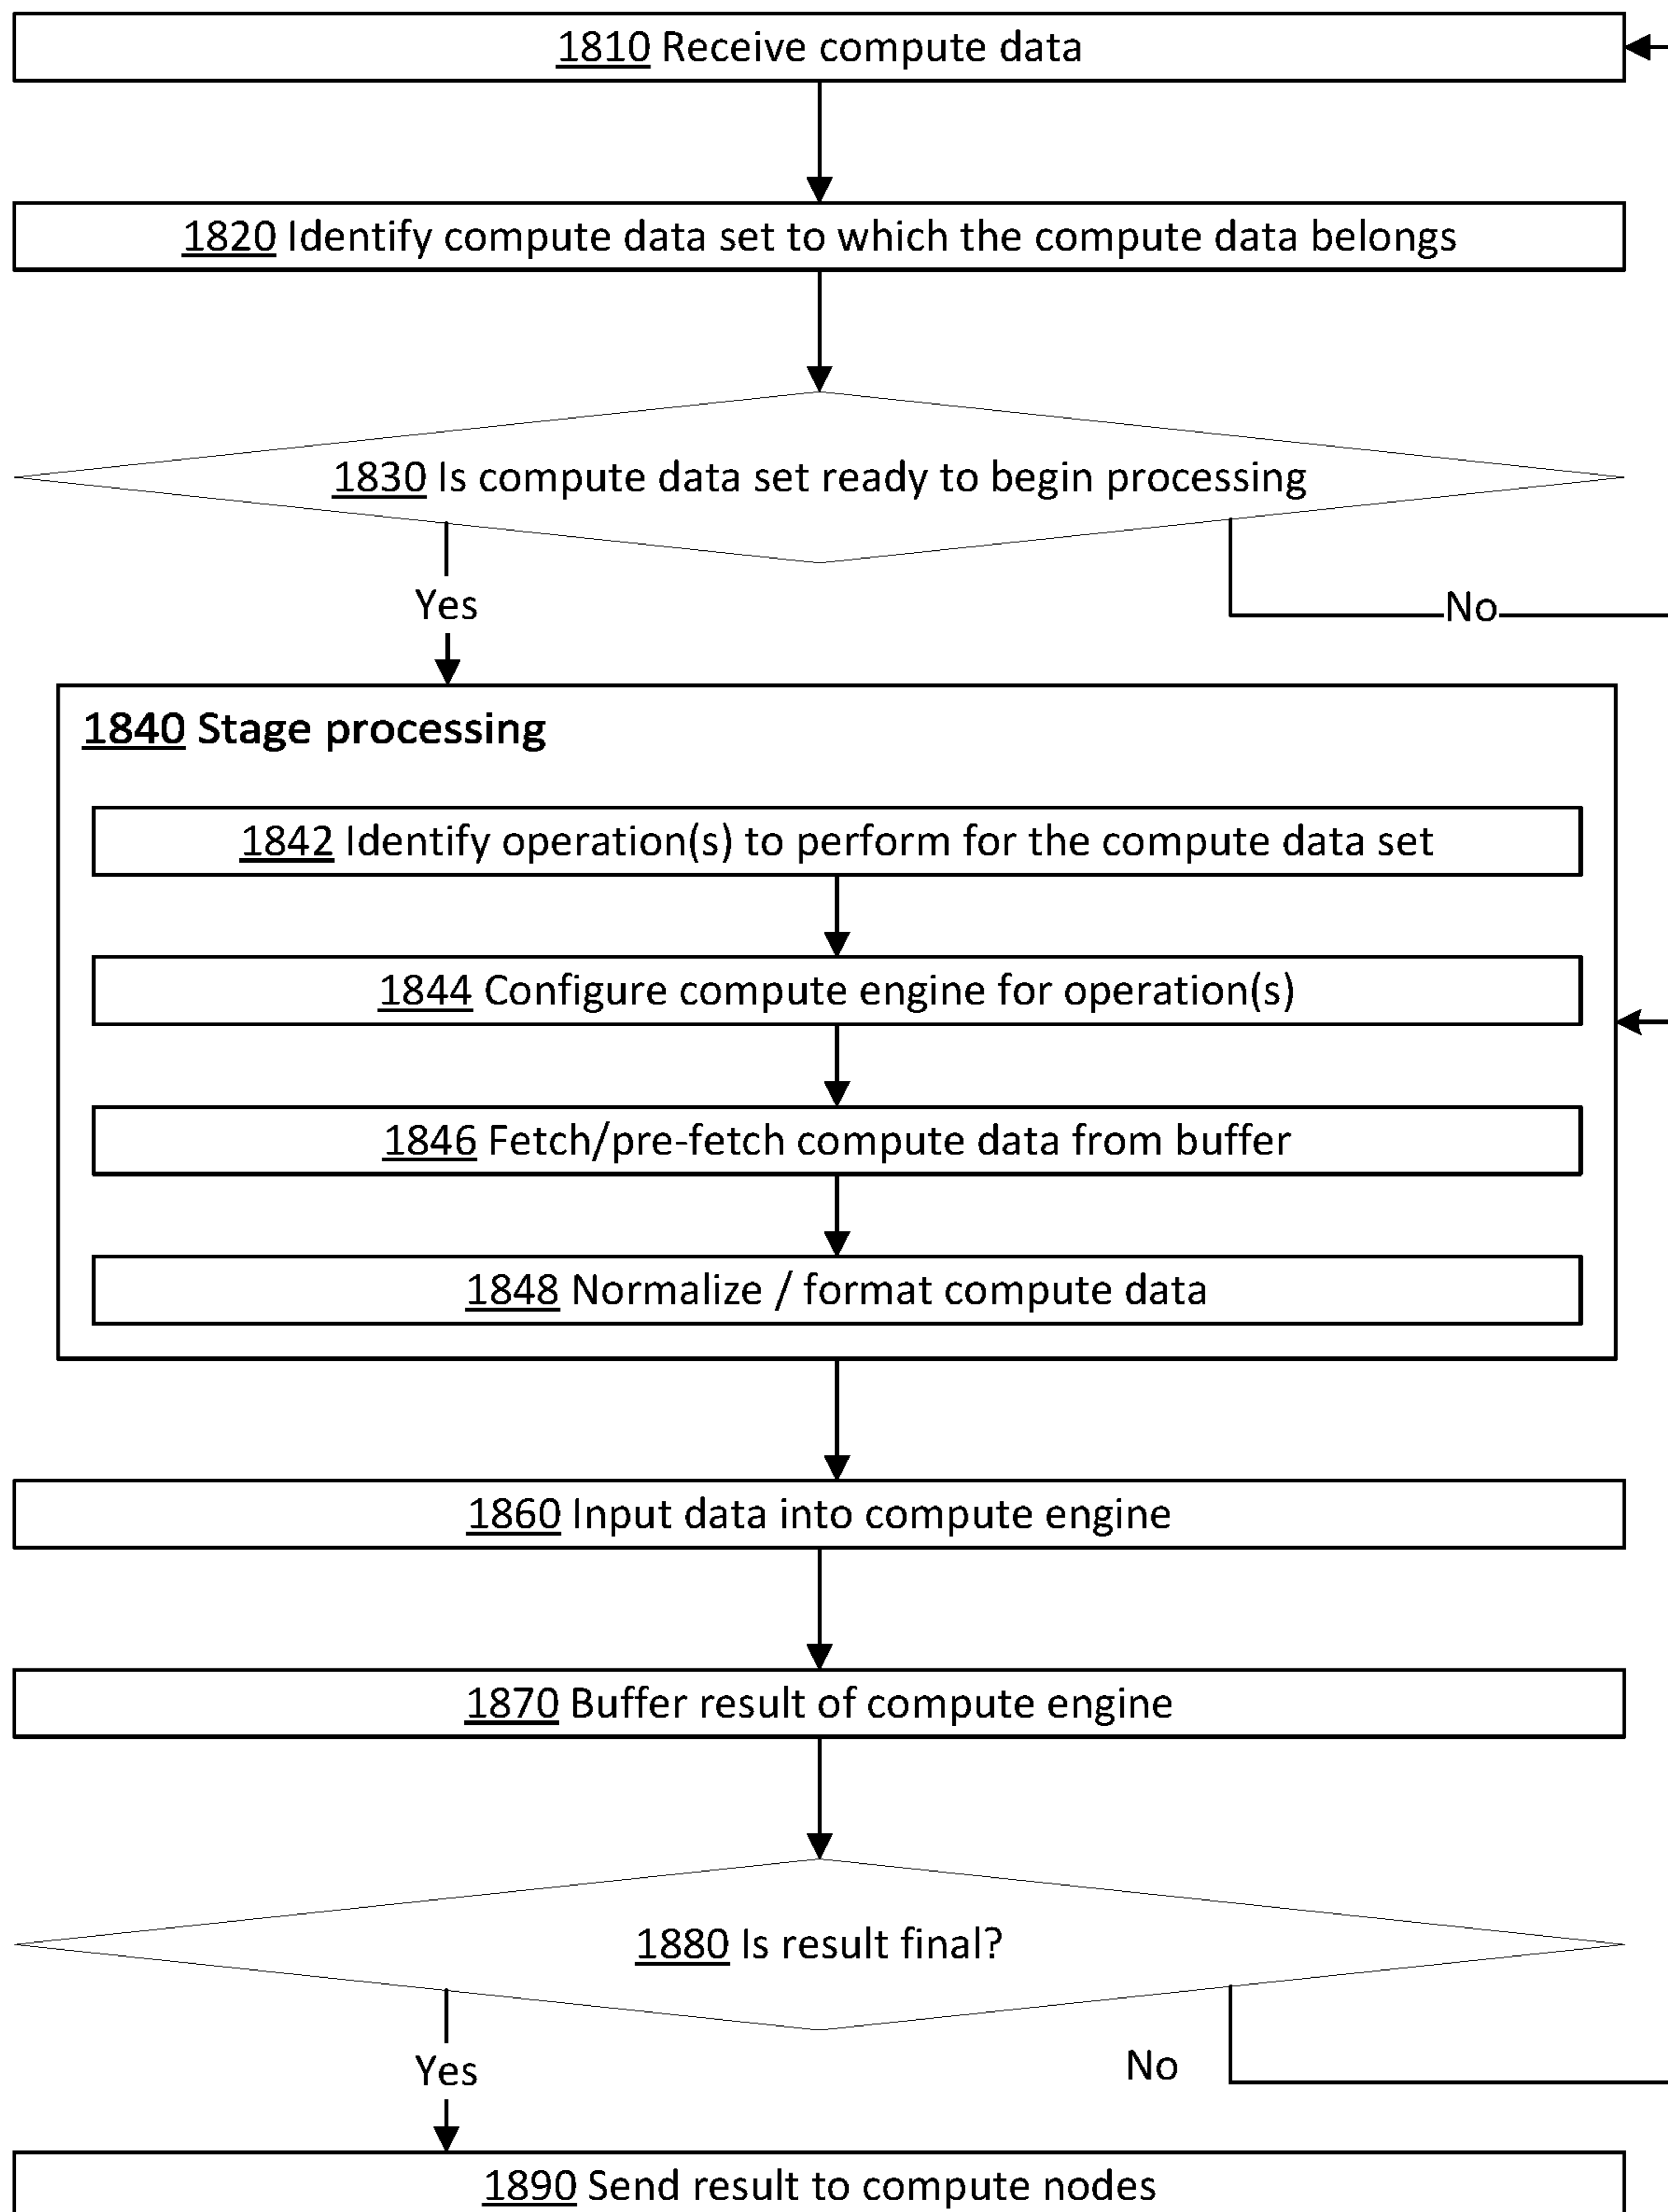 1810 Receive compute data
1820 Identify compute data set to which the compute data belongs
1830 Is compute data set ready to begin processing
Yes
No
1840 Stage processing
1842 Identify operation(s) to perform for the compute data set
1844 Configure compute engine for operation(s)
1846 Fetch/pre-fetch compute data from buffer
1848 Normalize / format compute data
1860 Input data into compute engine
1870 Buffer result of compute engine
1880 Is result final?
Yes
No
1890 Send result to compute nodes